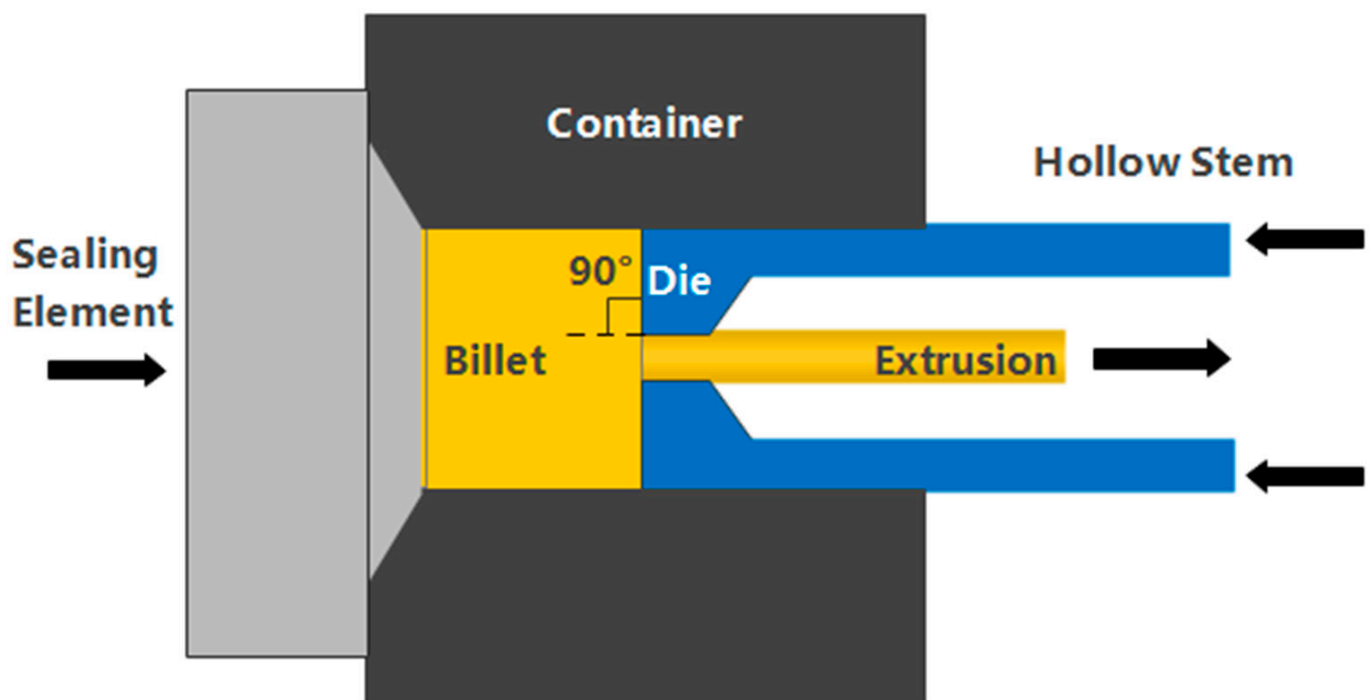 Container
Hollow Stem
Sealing
Element
90°
Die
Billet
Extrusion